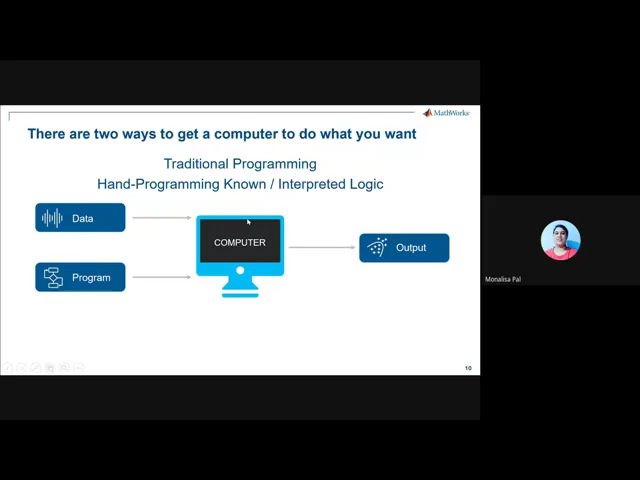 MathWorks
There are two ways to get a computer to do what you want
Traditional Programming
Hand-Programming Known / Interpreted Logic
Data
COMPUTER
Output
Program
Monalisa Pal
10